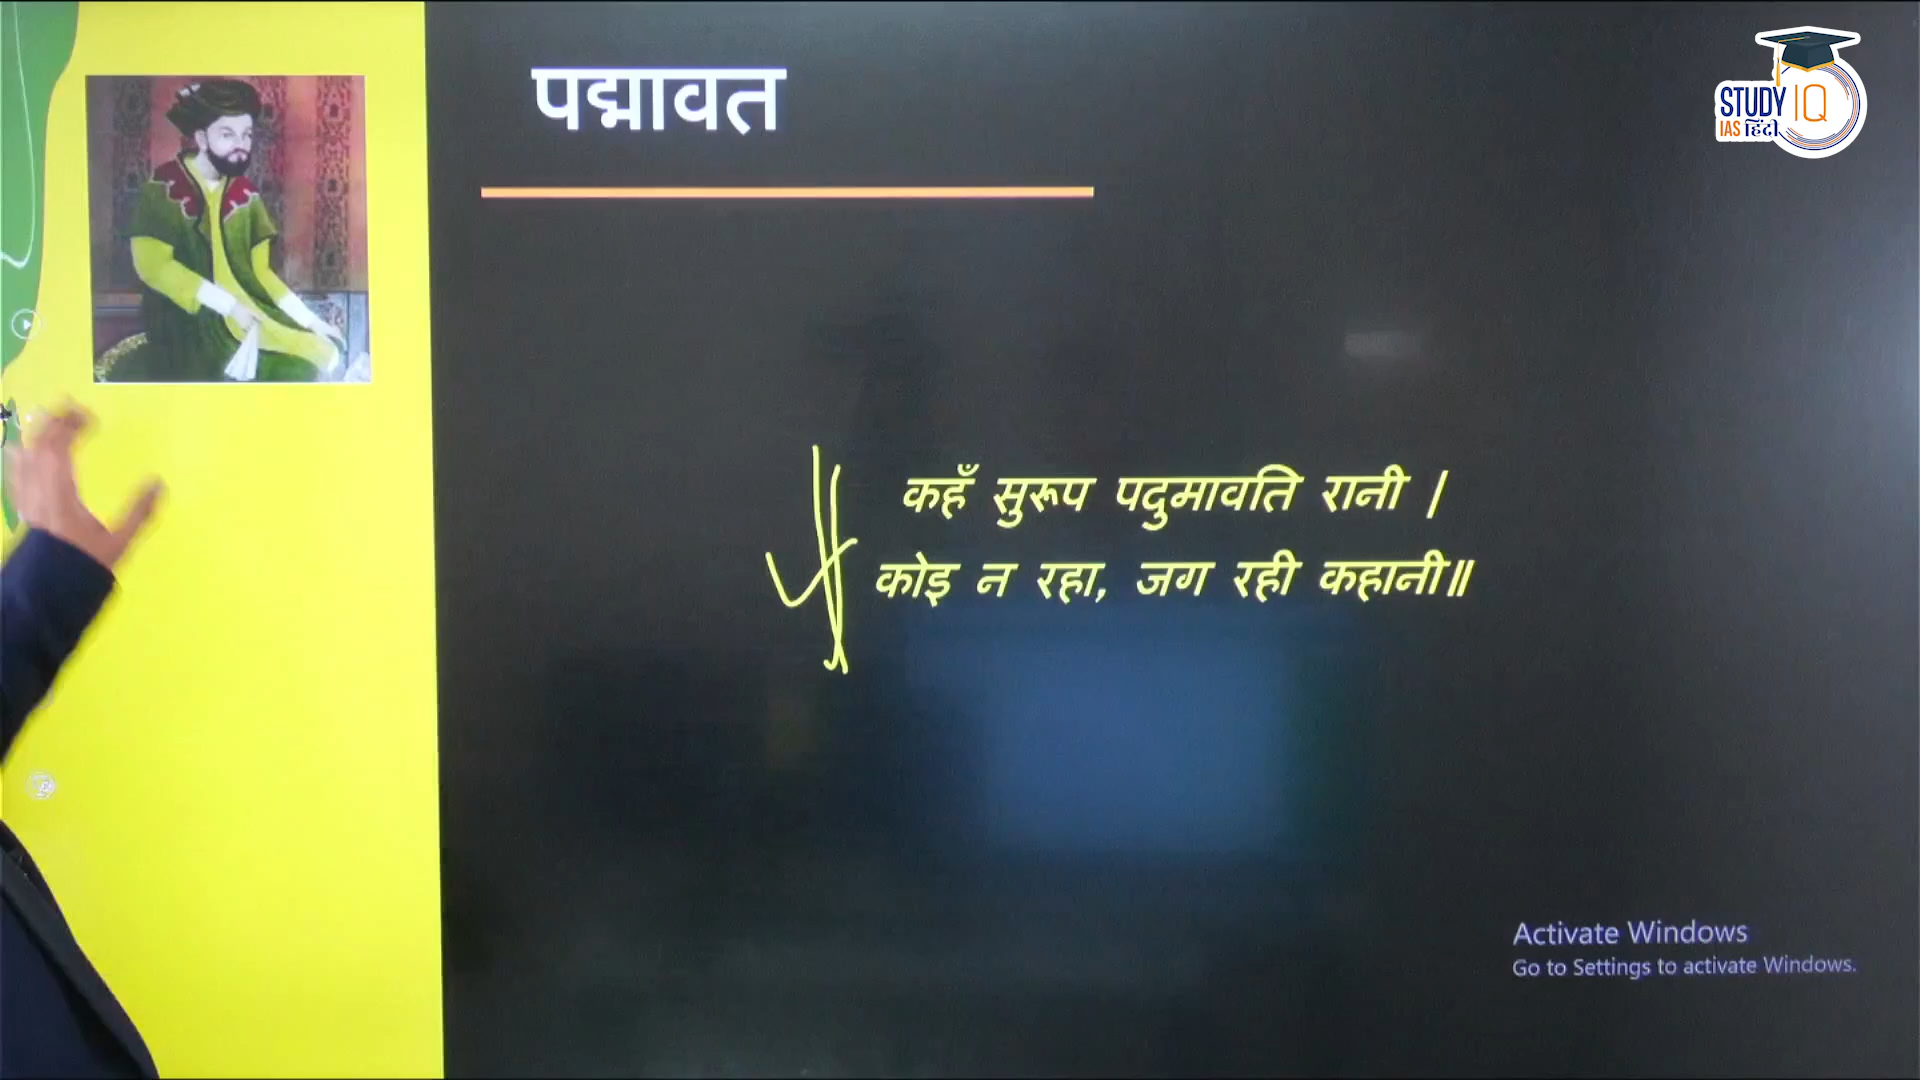 पद्मावत
STUDY IQ
IAS हिंदी
कहँ सुरूप पदुमावति रानी |
कोइ न रहा, जग रही कहानी॥
Activate Windows
Go to Settings to activate Windows.